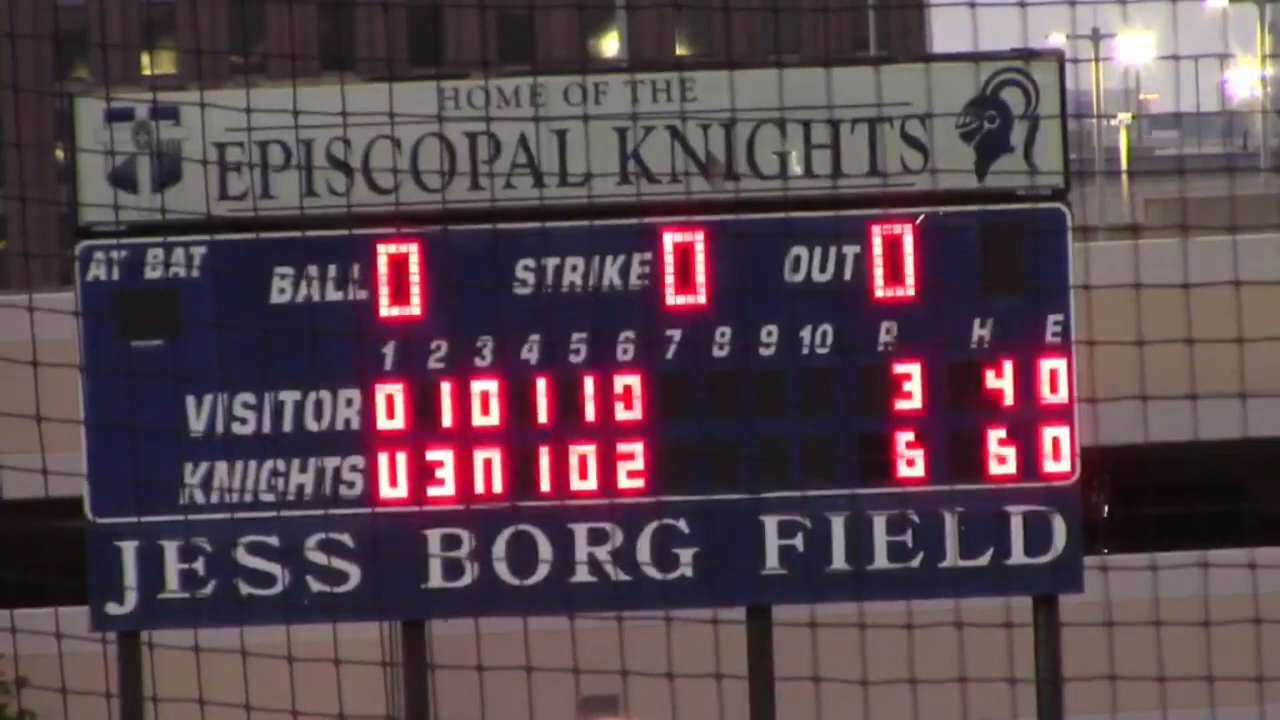 HOME OF THE
EPISCOPAL KNIGHTS
AT BAT BALL 0 STRIKE 0 OUT 0
1 2 3 4 5 6 7 8 9 10 R H E
VISITOR 0 1 0 1 1 0 3 4 0
KNIGHTS 0 3 0 1 0 2 6 6 0
JESS BORG FIELD